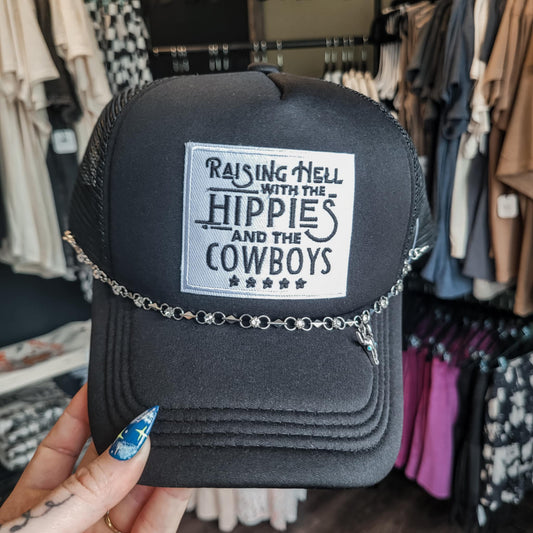 RAISING HELL
WITH THE
HIPPIES
AND THE
COWBOYS